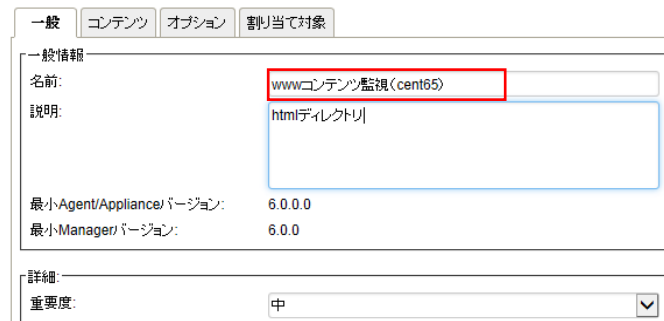 一般 コンテンツ オプション 割り当て対象
一般情報
名前: wwwコンテンツ監視(cent65)
説明: htmlディレクトリ
最小Agent/Applianceバージョン: 6.0.0.0
最小Managerバージョン: 6.0.0
詳細:
重要度: 中